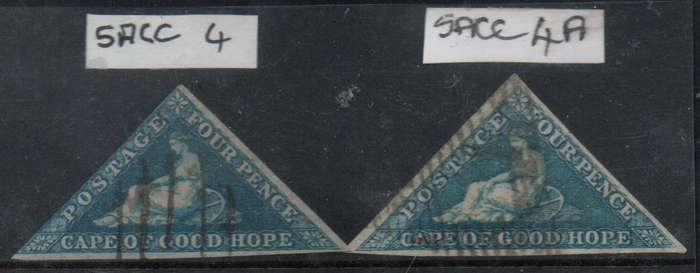 SACC 4
SACC 4A
POSTAGE
FOUR PENCE
CAPE OF GOOD HOPE
POSTAGE
FOUR PENCE
CAPE OF GOOD HOPE